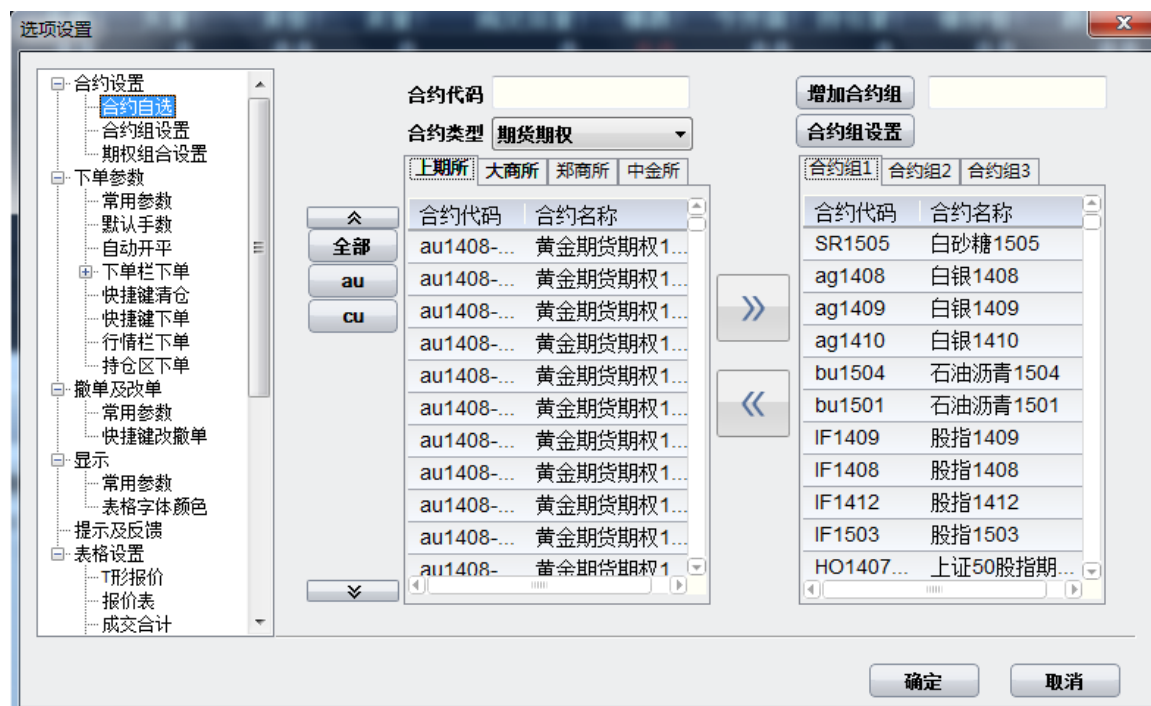 选项设置
合约设置
合约自选
合约组设置
期权组合设置
下单参数
常用参数
默认手数
自动开平
下单栏下单
快捷键清仓
快捷键下单
行情栏下单
持仓区下单
撤单及改单
常用参数
快捷键改撤单
显示
常用参数
表格字体颜色
提示及反馈
表格设置
T形报价
报价表
成交合计
全部
au
cu
合约代码
合约类型 期货期权
上期所 大商所 郑商所 中金所
合约代码 合约名称
au1408-... 黄金期货期权1...
au1408-... 黄金期货期权1...
au1408-... 黄金期货期权1...
au1408-... 黄金期货期权1...
au1408-... 黄金期货期权1...
au1408-... 黄金期货期权1...
au1408-... 黄金期货期权1...
au1408-... 黄金期货期权1...
au1408-... 黄金期货期权1...
au1408-... 黄金期货期权1...
au1408- 黄金期货期权1
增加合约组
合约组设置
合约组1 合约组2 合约组3
合约代码 合约名称
SR1505 白砂糖1505
ag1408 白银1408
ag1409 白银1409
ag1410 白银1410
bu1504 石油沥青1504
bu1501 石油沥青1501
IF1409 股指1409
IF1408 股指1408
IF1412 股指1412
IF1503 股指1503
HO1407... 上证50股指期...
确定 取消